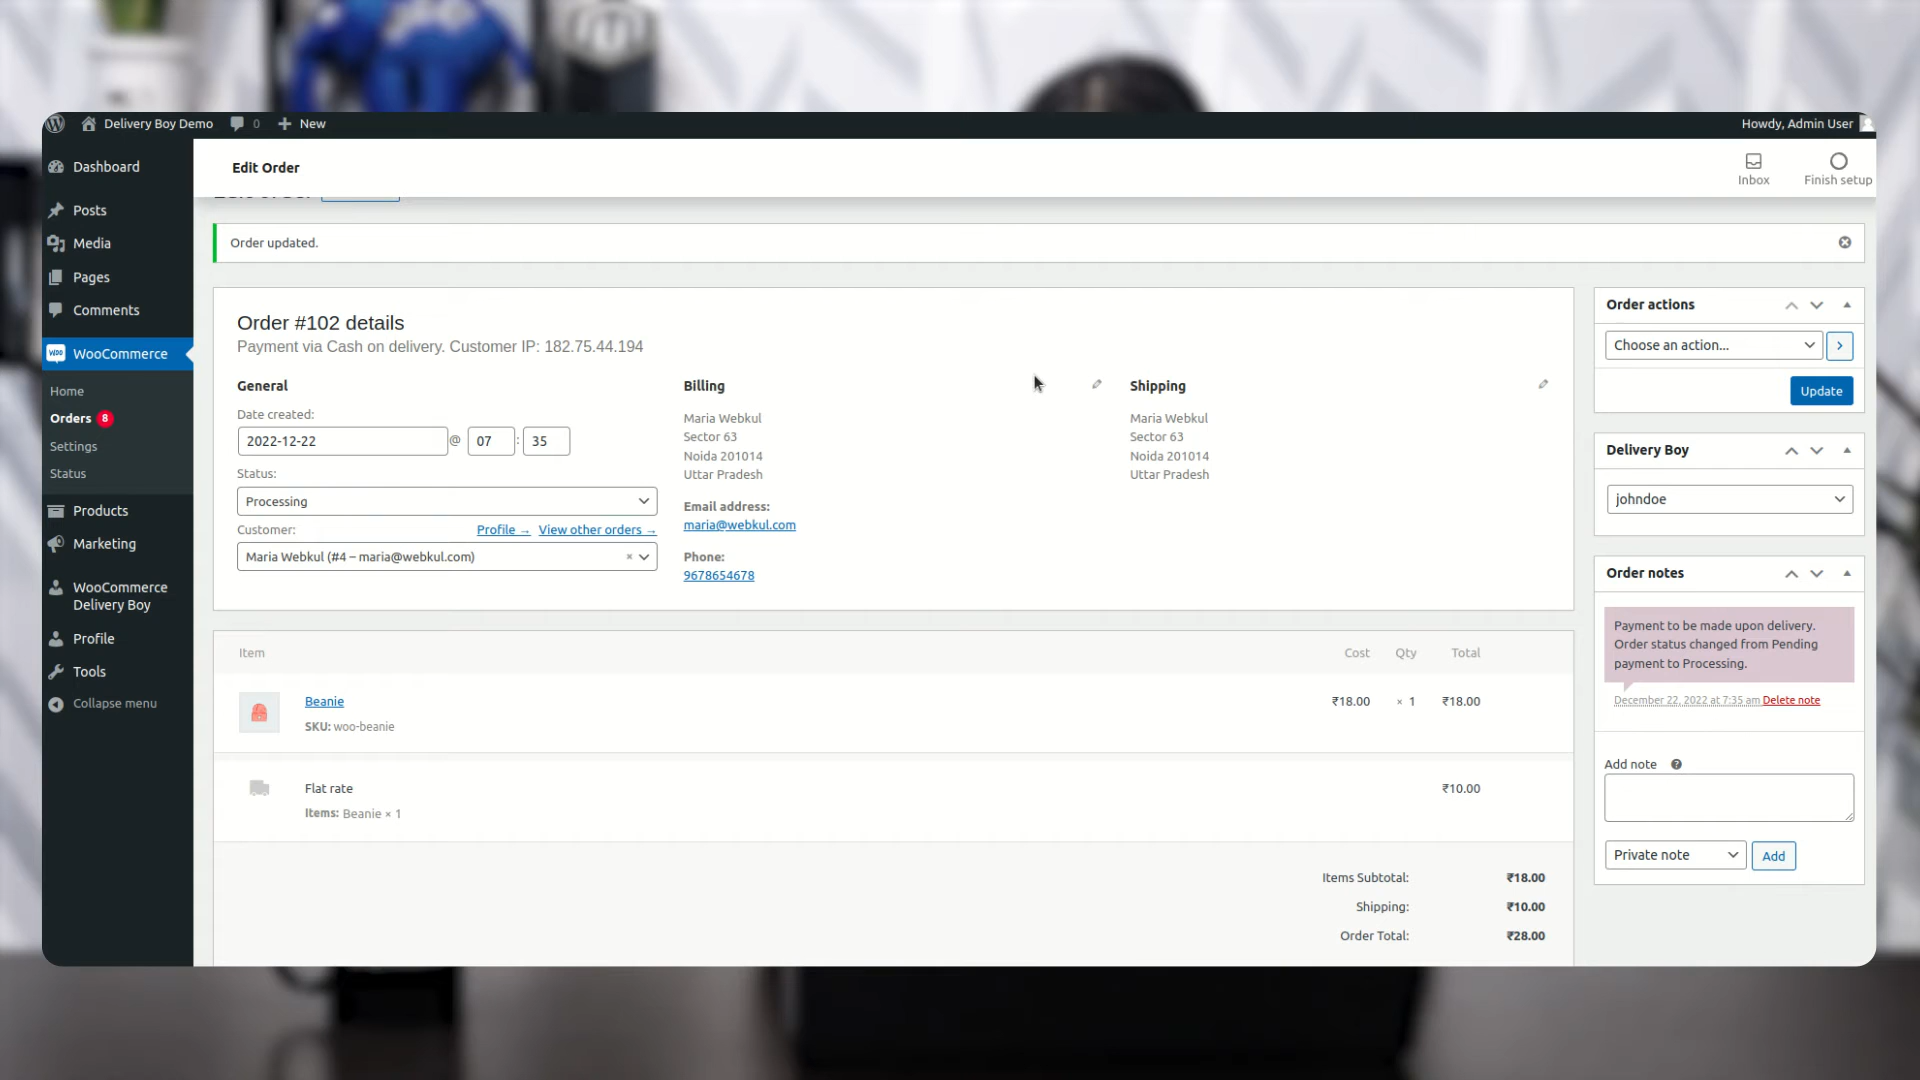 Delivery Boy Demo
0
New
Howdy, Admin User
Dashboard
Posts
Media
Pages
Comments
WOO
WooCommerce
Home
Orders 8
Settings
Status
Products
Marketing
WooCommerce
Delivery Boy
Profile
Tools
Collapse menu
Edit Order
Inbox
Finish setup
Order updated.
Order #102 details
Payment via Cash on delivery. Customer IP: 182.75.44.194
General
Date created:
2022-12-22 @ 07 : 35
Status:
Processing
Customer: Profile → View other orders →
Maria Webkul (#4 – maria@webkul.com) ×
Billing
Maria Webkul
Sector 63
Noida 201014
Uttar Pradesh
Email address:
maria@webkul.com
Phone:
9678654678
Shipping
Maria Webkul
Sector 63
Noida 201014
Uttar Pradesh
Item Cost Qty Total
Beanie ₹18.00 × 1 ₹18.00
SKU: woo-beanie
Flat rate ₹10.00
Items: Beanie × 1
Items Subtotal: ₹18.00
Shipping: ₹10.00
Order Total: ₹28.00
Order actions
Choose an action...
Update
Delivery Boy
johndoe
Order notes
Payment to be made upon delivery.
Order status changed from Pending
payment to Processing.
December 22, 2022 at 7:35 am Delete note
Add note
Private note
Add